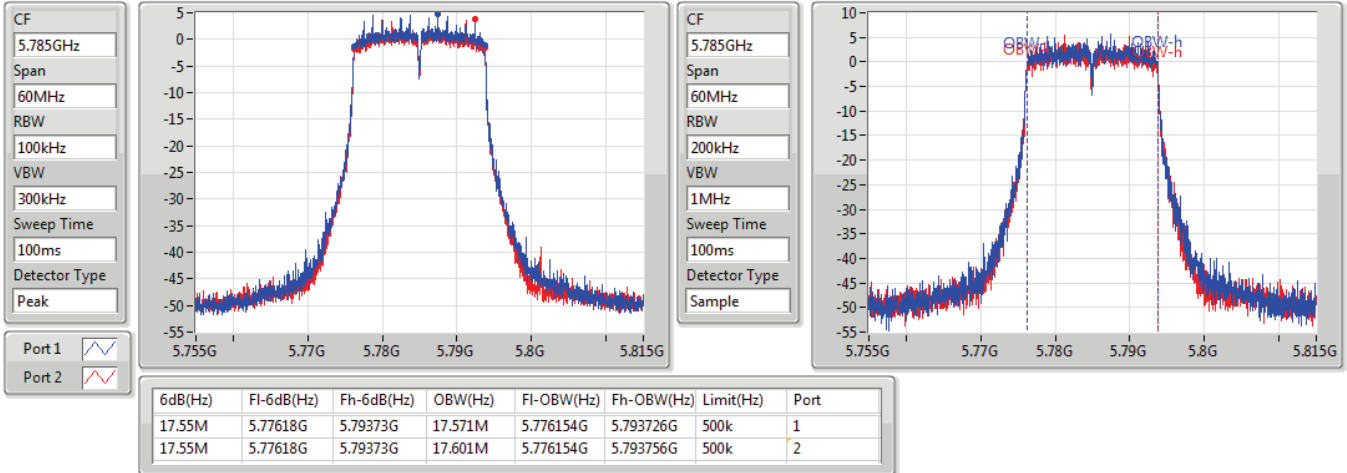 CF
5.785GHz
Span
60MHz
RBW
100kHz
VBW
300kHz
Sweep Time
100ms
Detector Type
Peak
Port 1
Port 2
5
0
-5
-10
-15
-20
-25
-30
-35
-40
-45
-50
-55
5.755G 5.77G 5.78G 5.79G 5.8G 5.815G
CF
5.785GHz
Span
60MHz
RBW
200kHz
VBW
1MHz
Sweep Time
100ms
Detector Type
Sample
10
5
0
-5
-10
-15
-20
-25
-30
-35
-40
-45
-50
-55
OBW-h
OBW-h
5.755G 5.77G 5.78G 5.79G 5.8G 5.815G
6dB(Hz) Fl-6dB(Hz) Fh-6dB(Hz) OBW(Hz) Fl-OBW(Hz) Fh-OBW(Hz) Limit(Hz) Port
17.55M 5.77618G 5.79373G 17.571M 5.776154G 5.793726G 500k 1
17.55M 5.77618G 5.79373G 17.601M 5.776154G 5.793756G 500k 2